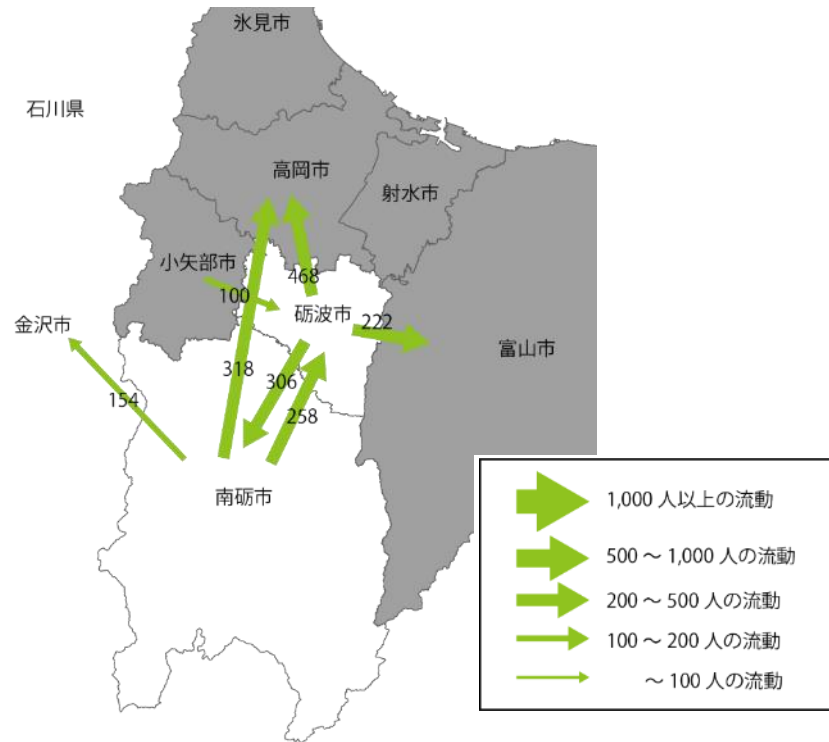 氷見市
石川県
高岡市
射水市
小矢部市
468
100
砺波市
222
金沢市
富山市
318
306
154
258
南砺市
1,000 人以上の流動
500 ～ 1,000 人の流動
200 ～ 500 人の流動
100 ～ 200 人の流動
～ 100 人の流動